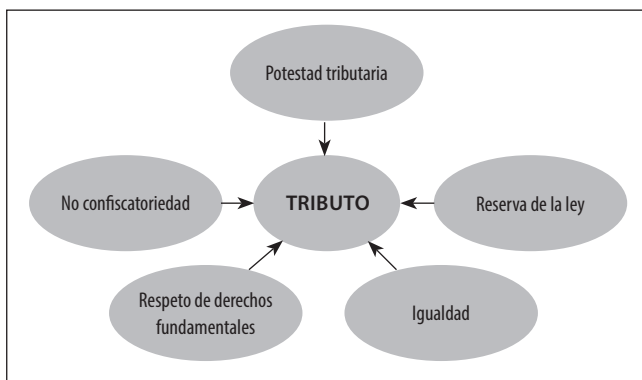 Potestad tributaria
No confiscatoriedad
TRIBUTO
Reserva de la ley
Respeto de derechos
fundamentales
Igualdad